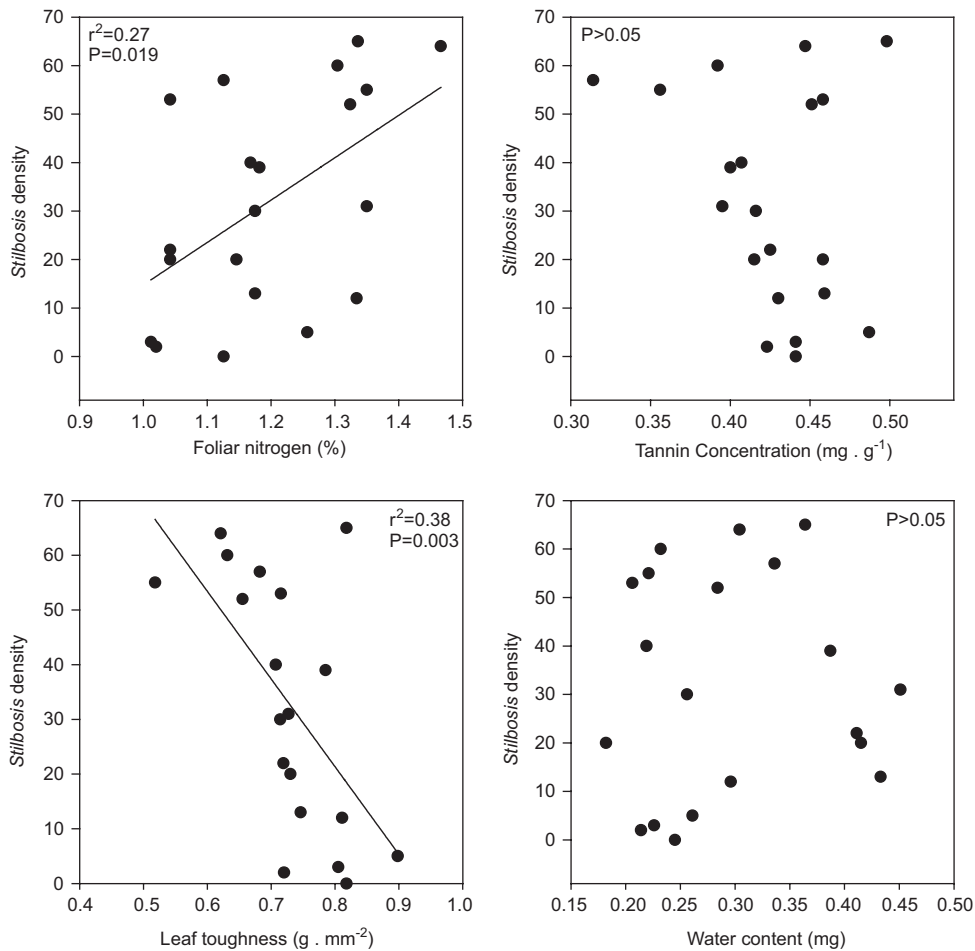 r²=0.27
P=0.019
70
60
50
40
30
20
10
0
Stilbosis density
0.9 1.0 1.1 1.2 1.3 1.4 1.5
Foliar nitrogen (%)
P>0.05
70
60
50
40
30
20
10
0
Stilbosis density
0.30 0.35 0.40 0.45 0.50
Tannin Concentration (mg . g⁻¹)
r²=0.38
P=0.003
70
60
50
40
30
20
10
0
Stilbosis density
0.4 0.5 0.6 0.7 0.8 0.9 1.0
Leaf toughness (g . mm⁻²)
P>0.05
70
60
50
40
30
20
10
0
Stilbosis density
0.15 0.20 0.25 0.30 0.35 0.40 0.45 0.50
Water content (mg)